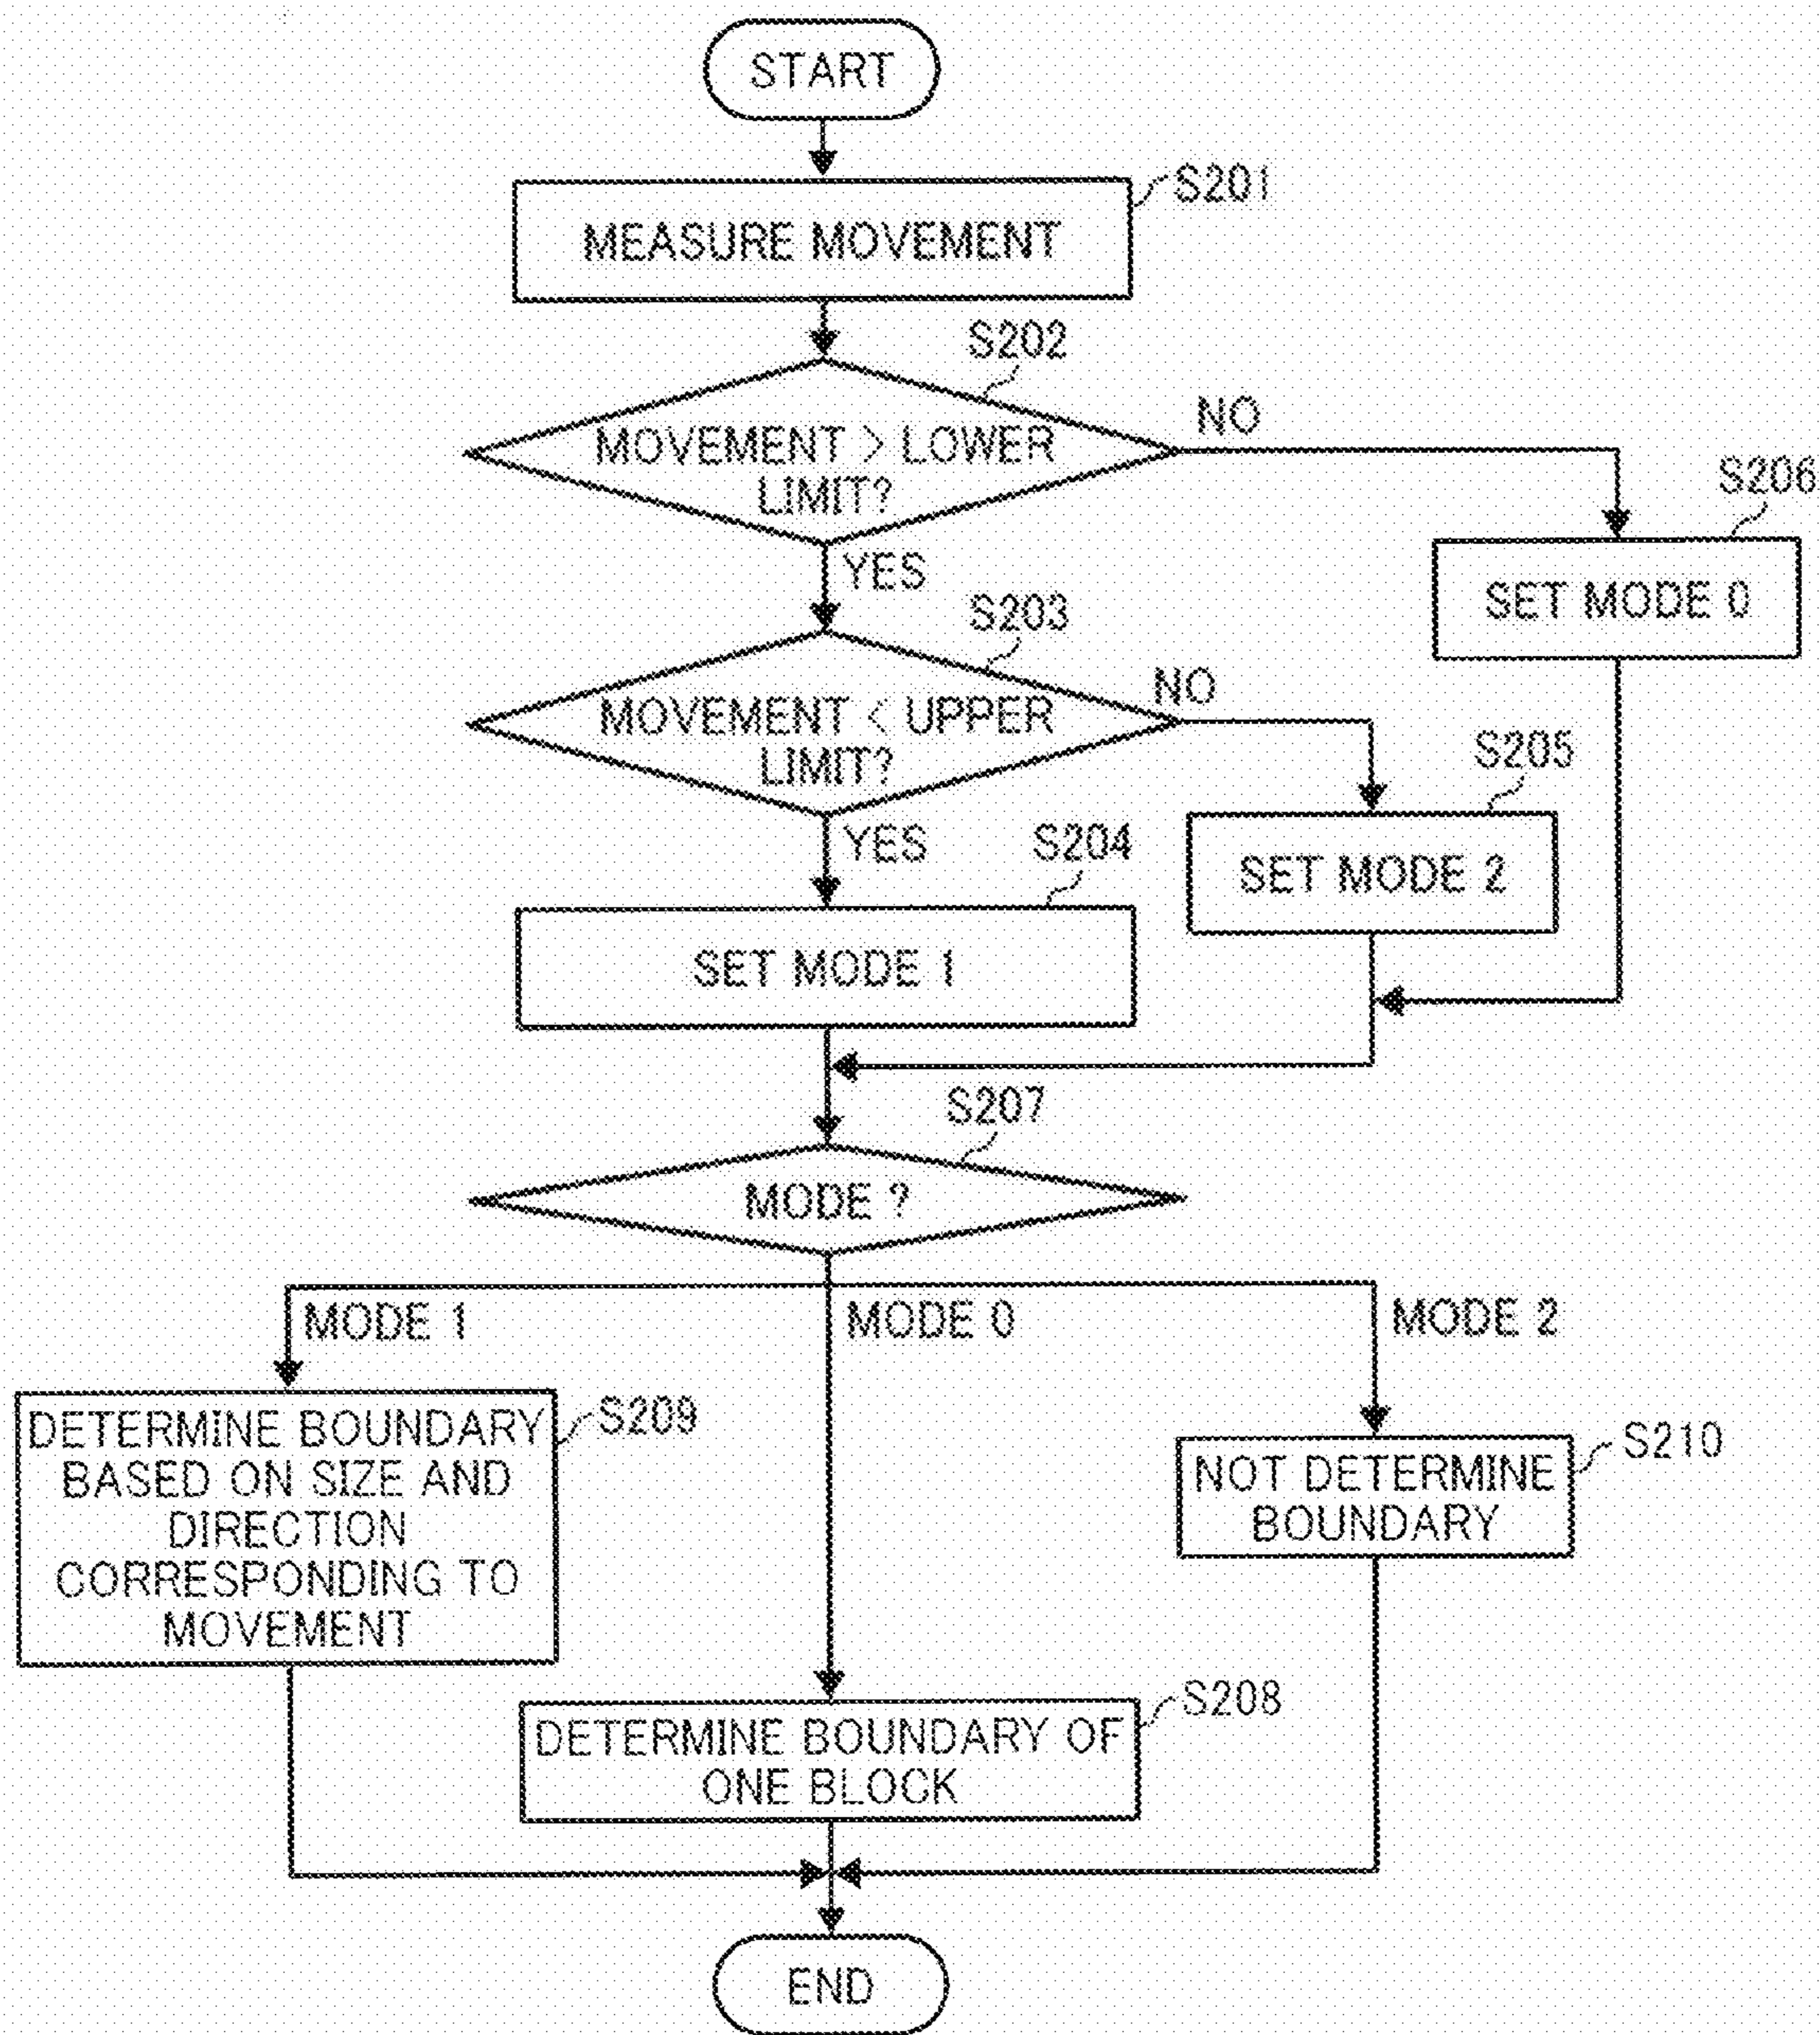 START
S201
MEASURE MOVEMENT
S202
MOVEMENT > LOWER
LIMIT?
NO
S206
YES
SET MODE 0
S203
MOVEMENT < UPPER
LIMIT?
NO
S205
YES
S204
SET MODE 2
SET MODE 1
S207
MODE ?
MODE 1
MODE 0
MODE 2
DETERMINE BOUNDARY
BASED ON SIZE AND
DIRECTION
CORRESPONDING TO
MOVEMENT
S209
NOT DETERMINE
BOUNDARY
S210
DETERMINE BOUNDARY OF
ONE BLOCK
S208
END